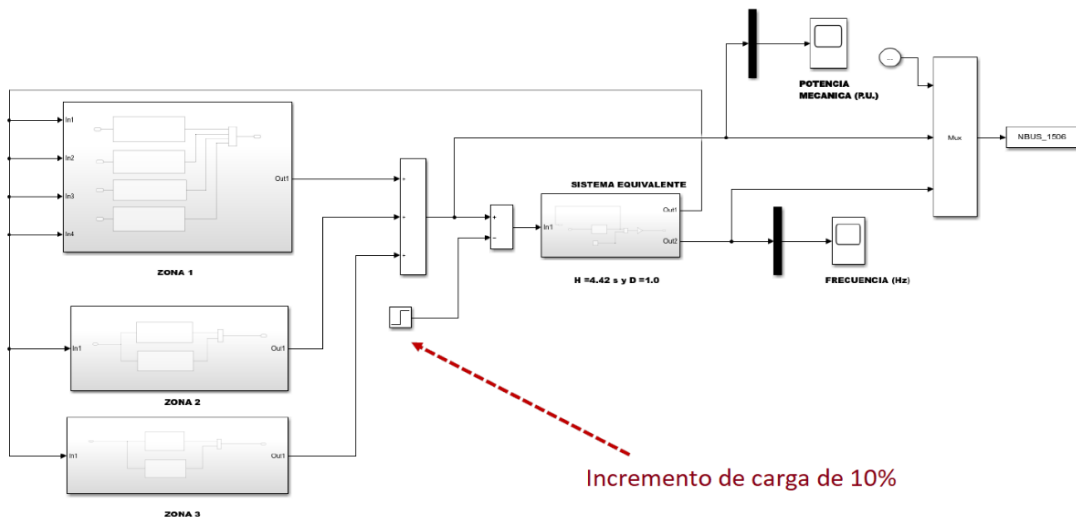 POTENCIA
MECANICA (P.U.)
...
Mux
NBUS_1506
In1
In2
In3
In4
Out1
ZONA 1
+
+
+
+
−
SISTEMA EQUIVALENTE
In1
Out1
Out2
H =4.42 s y D =1.0
FRECUENCIA (Hz)
In1
Out1
ZONA 2
In1
Out1
ZONA 3
Incremento de carga de 10%